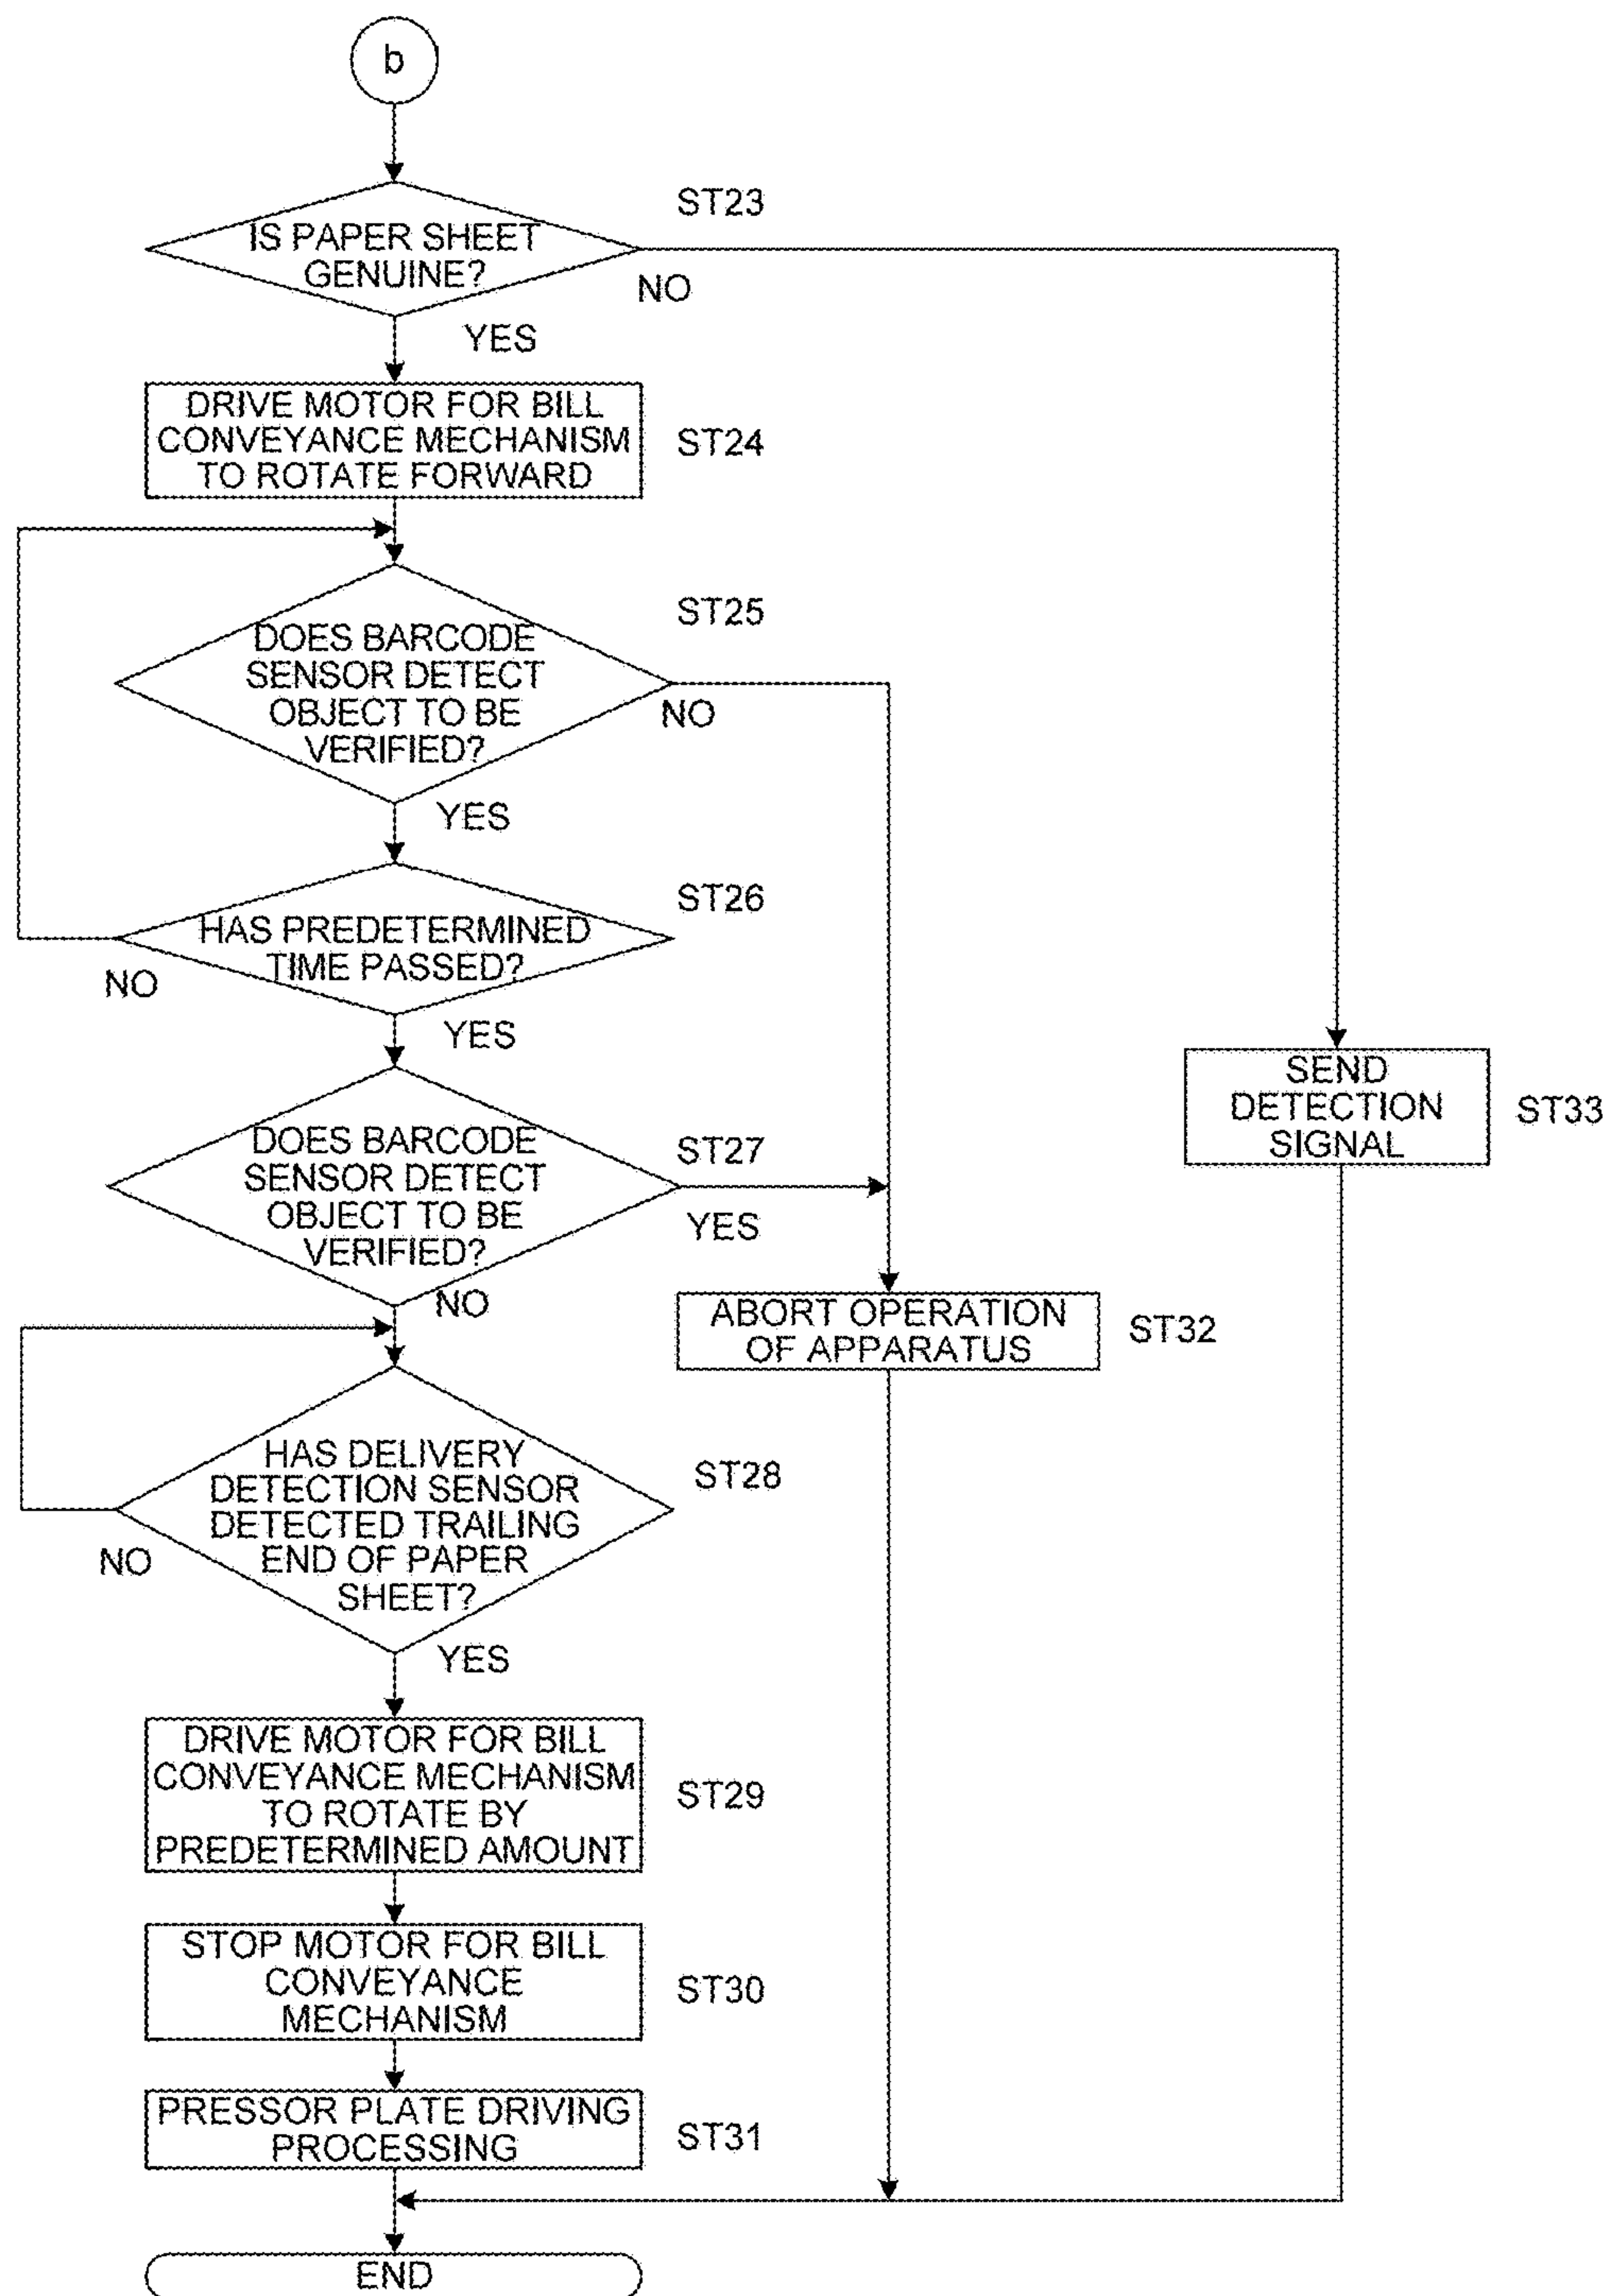 b
ST23
IS PAPER SHEET
GENUINE?
NO
YES
DRIVE MOTOR FOR BILL
CONVEYANCE MECHANISM
TO ROTATE FORWARD
ST24
ST25
DOES BARCODE
SENSOR DETECT
OBJECT TO BE
VERIFIED?
NO
YES
ST26
HAS PREDETERMINED
TIME PASSED?
NO
YES
SEND
DETECTION
SIGNAL
ST33
DOES BARCODE
SENSOR DETECT
OBJECT TO BE
VERIFIED?
ST27
YES
NO
ABORT OPERATION
OF APPARATUS
ST32
HAS DELIVERY
DETECTION SENSOR
DETECTED TRAILING
END OF PAPER
SHEET?
ST28
NO
YES
DRIVE MOTOR FOR BILL
CONVEYANCE MECHANISM
TO ROTATE BY
PREDETERMINED AMOUNT
ST29
STOP MOTOR FOR BILL
CONVEYANCE
MECHANISM
ST30
PRESSOR PLATE DRIVING
PROCESSING
ST31
END